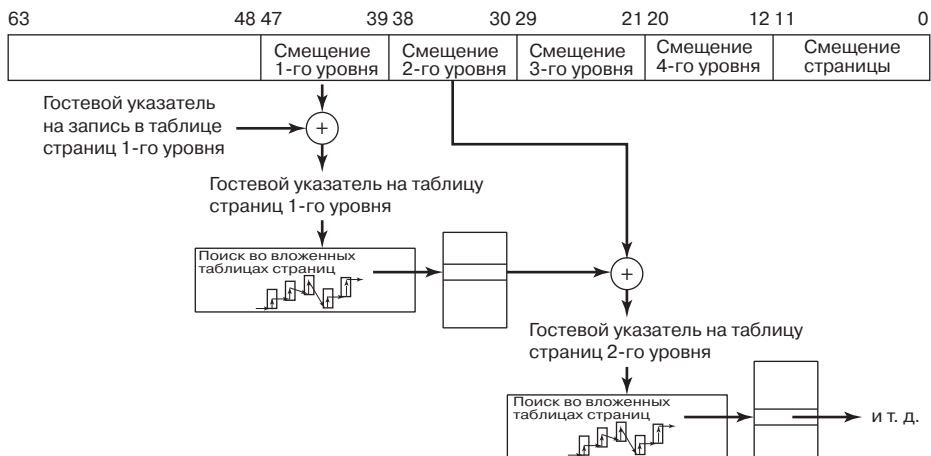 63 48 47 39 38 30 29 21 20 12 11 0
Смещение 1-го уровня
Смещение 2-го уровня
Смещение 3-го уровня
Смещение 4-го уровня
Смещение страницы
Гостевой указатель
на запись в таблице
страниц 1-го уровня
+
Гостевой указатель на таблицу
страниц 1-го уровня
Поиск во вложенных
таблицах страниц
+
Гостевой указатель на таблицу
страниц 2-го уровня
Поиск во вложенных
таблицах страниц
и т. д.